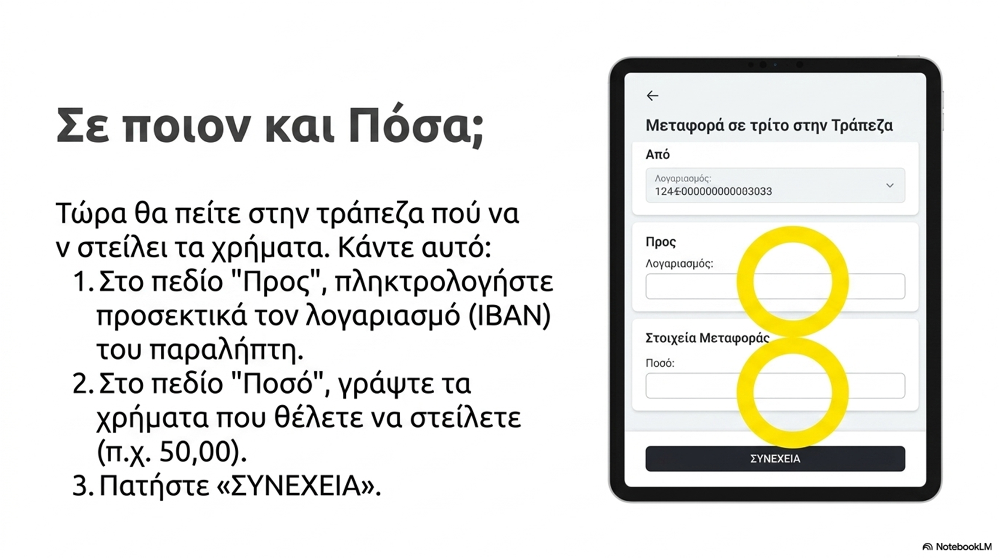 Σε ποιον και Πόσα;
Τώρα θα πείτε στην τράπεζα πού να
ν στείλει τα χρήματα. Κάντε αυτό:
1. Στο πεδίο "Προς", πληκτρολογήστε
προσεκτικά τον λογαριασμό (IBAN)
του παραλήπτη.
2. Στο πεδίο "Ποσό", γράψτε τα
χρήματα που θέλετε να στείλετε
(π.χ. 50,00).
3. Πατήστε «ΣΥΝΕΧΕΙΑ».
Μεταφορά σε τρίτο στην Τράπεζα
Από
Λογαριασμός:
Προς
Λογαριασμός:
Στοιχεία Μεταφοράς
Ποσό:
ΣΥΝΕΧΕΙΑ
NotebookLM